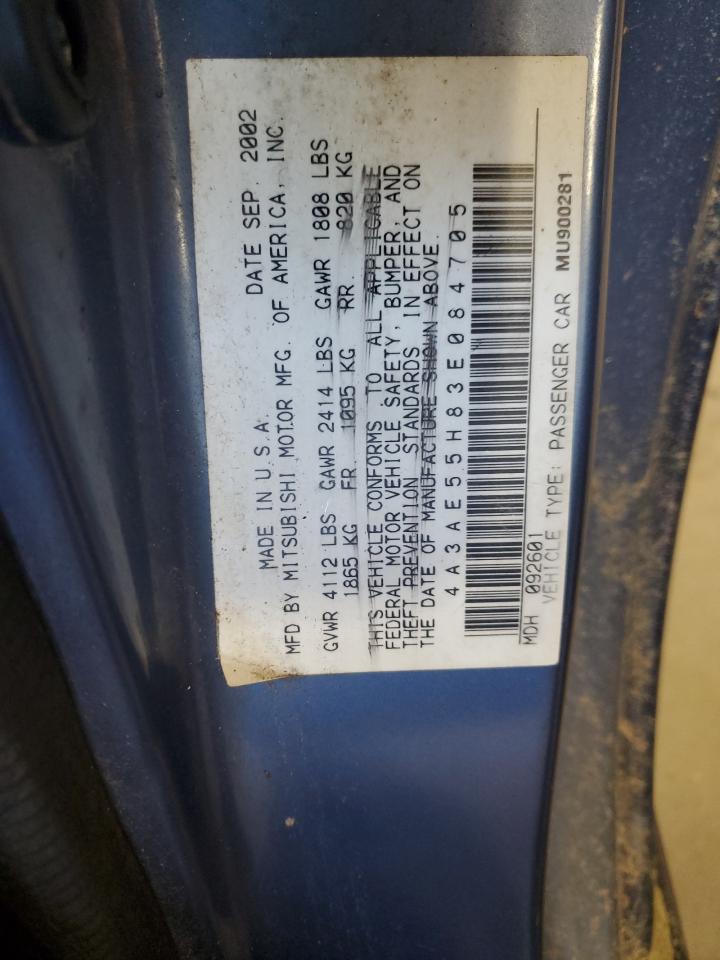 MADE IN U.S.A. DATE SEP. 2002
MFD BY MITSUBISHI MOTOR MFG. OF AMERICA, INC.
GVWR 4112 LBS GAWR 2414 LBS GAWR 1808 LBS
1865 KG FR. 1095 KG RR. 820 KG
THIS VEHICLE CONFORMS TO ALL APPLICABLE
FEDERAL MOTOR VEHICLE SAFETY, BUMPER, AND
THEFT PREVENTION STANDARDS IN EFFECT ON
THE DATE OF MANUFACTURE SHOWN ABOVE.
4A3AE55H83E084705
MDH 092601
VEHICLE TYPE: PASSENGER CAR MU900281